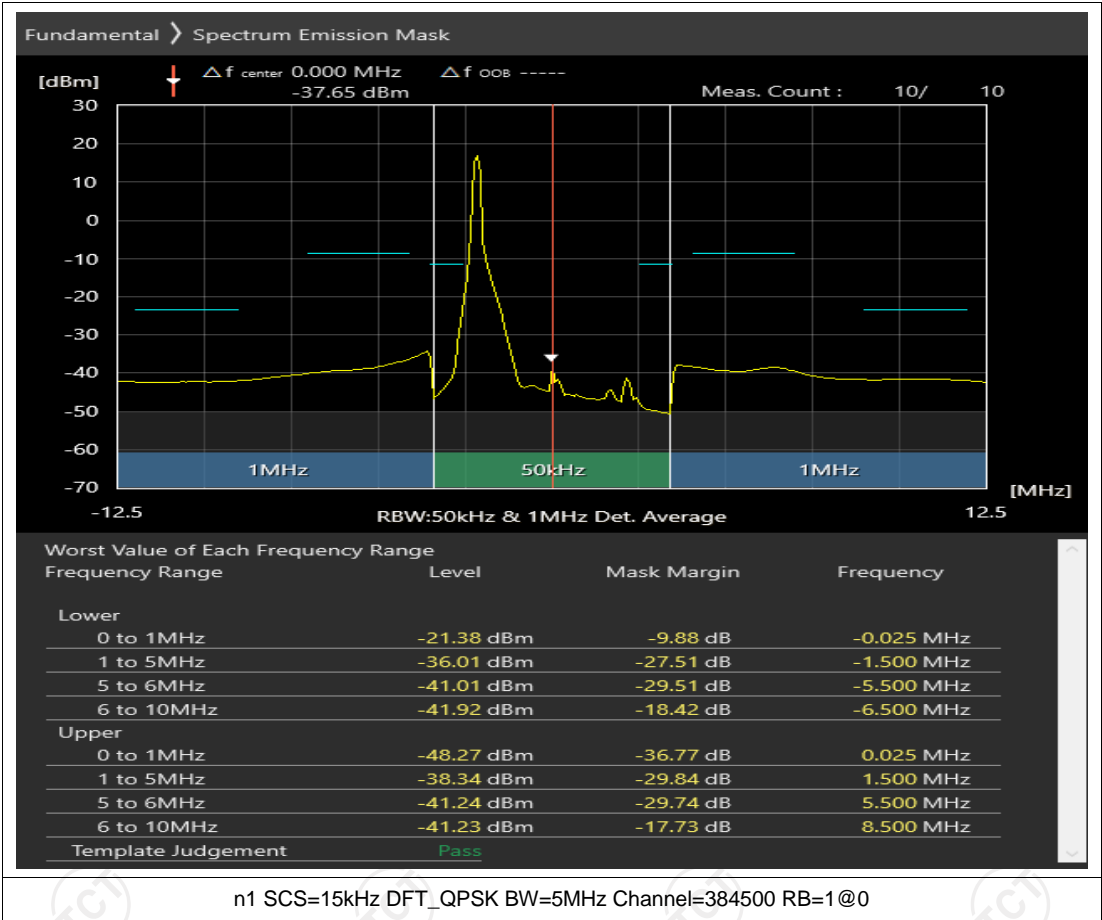 Fundamental 〉 Spectrum Emission Mask
[dBm] △f center 0.000 MHz △f OOB -----
-37.65 dBm Meas. Count : 10/ 10
30
20
10
0
-10
-20
-30
-40
-50
-60
-70
1MHz 50kHz 1MHz
[MHz]
-12.5 RBW:50kHz & 1MHz Det. Average 12.5
Worst Value of Each Frequency Range
Frequency Range Level Mask Margin Frequency
Lower
0 to 1MHz -21.38 dBm -9.88 dB -0.025 MHz
1 to 5MHz -36.01 dBm -27.51 dB -1.500 MHz
5 to 6MHz -41.01 dBm -29.51 dB -5.500 MHz
6 to 10MHz -41.92 dBm -18.42 dB -6.500 MHz
Upper
0 to 1MHz -48.27 dBm -36.77 dB 0.025 MHz
1 to 5MHz -38.34 dBm -29.84 dB 1.500 MHz
5 to 6MHz -41.24 dBm -29.74 dB 5.500 MHz
6 to 10MHz -41.23 dBm -17.73 dB 8.500 MHz
Template Judgement Pass
n1 SCS=15kHz DFT_QPSK BW=5MHz Channel=384500 RB=1@0
TCT TCT TCT TCT